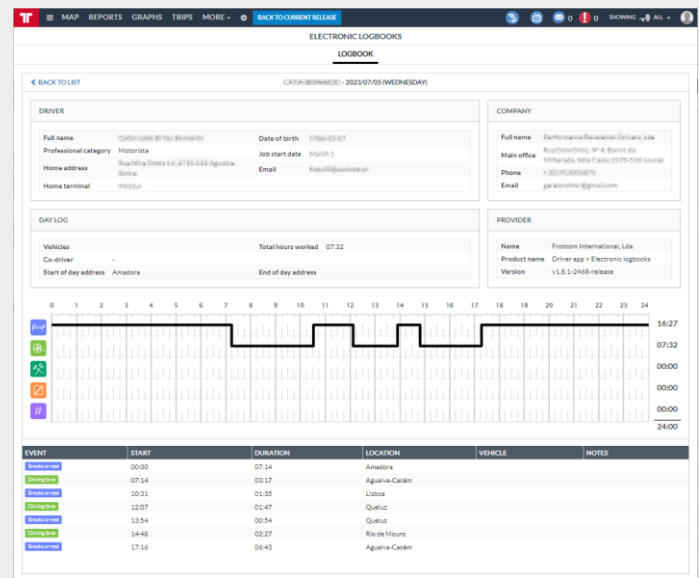 MAP REPORTS GRAPHS TRIPS MORE BACK TO CURRENT RELEASE 0 0 SHOWING ALL
ELECTRONIC LOGBOOKS
LOGBOOK
BACK TO LIST - 2023/07/05 (WEDNESDAY)
DRIVER
Full name
Professional category Motorista
Home address
Home terminal
Date of birth
Job start date March 1
Email
COMPANY
Full name
Main office
Phone
Email
DAY LOG
Vehicles
Co-driver -
Start of day address Amadora
Total hours worked 07:32
End of day address
PROVIDER
Name Frotcom International, Lda.
Product name Driver app > Electronic logbooks
Version v1.8.1-2468-release
0 1 2 3 4 5 6 7 8 9 10 11 12 13 14 15 16 17 18 19 20 21 22 23 24
16:27
07:32
00:00
00:00
# 00:00
24:00
EVENT START DURATION LOCATION VEHICLE NOTES
Breaks or rest 00:00 07:14 Amadora
Driving time 07:14 03:17 Agualva-Cacém
Breaks or rest 10:31 01:35 Lisboa
Driving time 12:07 01:47 Queluz
Breaks or rest 13:54 00:54 Queluz
Driving time 14:48 02:27 Rio de Mouro
Breaks or rest 17:16 06:43 Agualva-Cacém